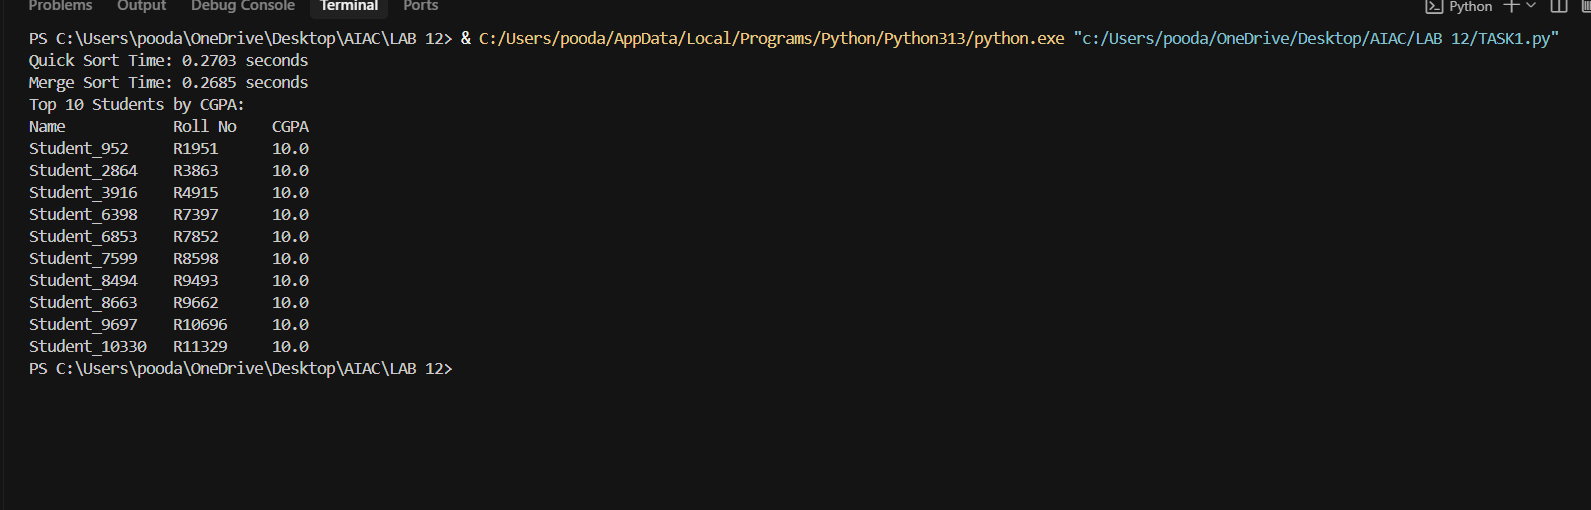 Problems Output Debug Console Terminal Ports Python
PS C:\Users\pooda\OneDrive\Desktop\AIAC\LAB 12> & C:/Users/pooda/AppData/Local/Programs/Python/Python313/python.exe "c:/Users/pooda/OneDrive/Desktop/AIAC/LAB 12/TASK1.py"
Quick Sort Time: 0.2703 seconds
Merge Sort Time: 0.2685 seconds
Top 10 Students by CGPA:
Name Roll No CGPA
Student_952 R1951 10.0
Student_2864 R3863 10.0
Student_3916 R4915 10.0
Student_6398 R7397 10.0
Student_6853 R7852 10.0
Student_7599 R8598 10.0
Student_8494 R9493 10.0
Student_8663 R9662 10.0
Student_9697 R10696 10.0
Student_10330 R11329 10.0
PS C:\Users\pooda\OneDrive\Desktop\AIAC\LAB 12>